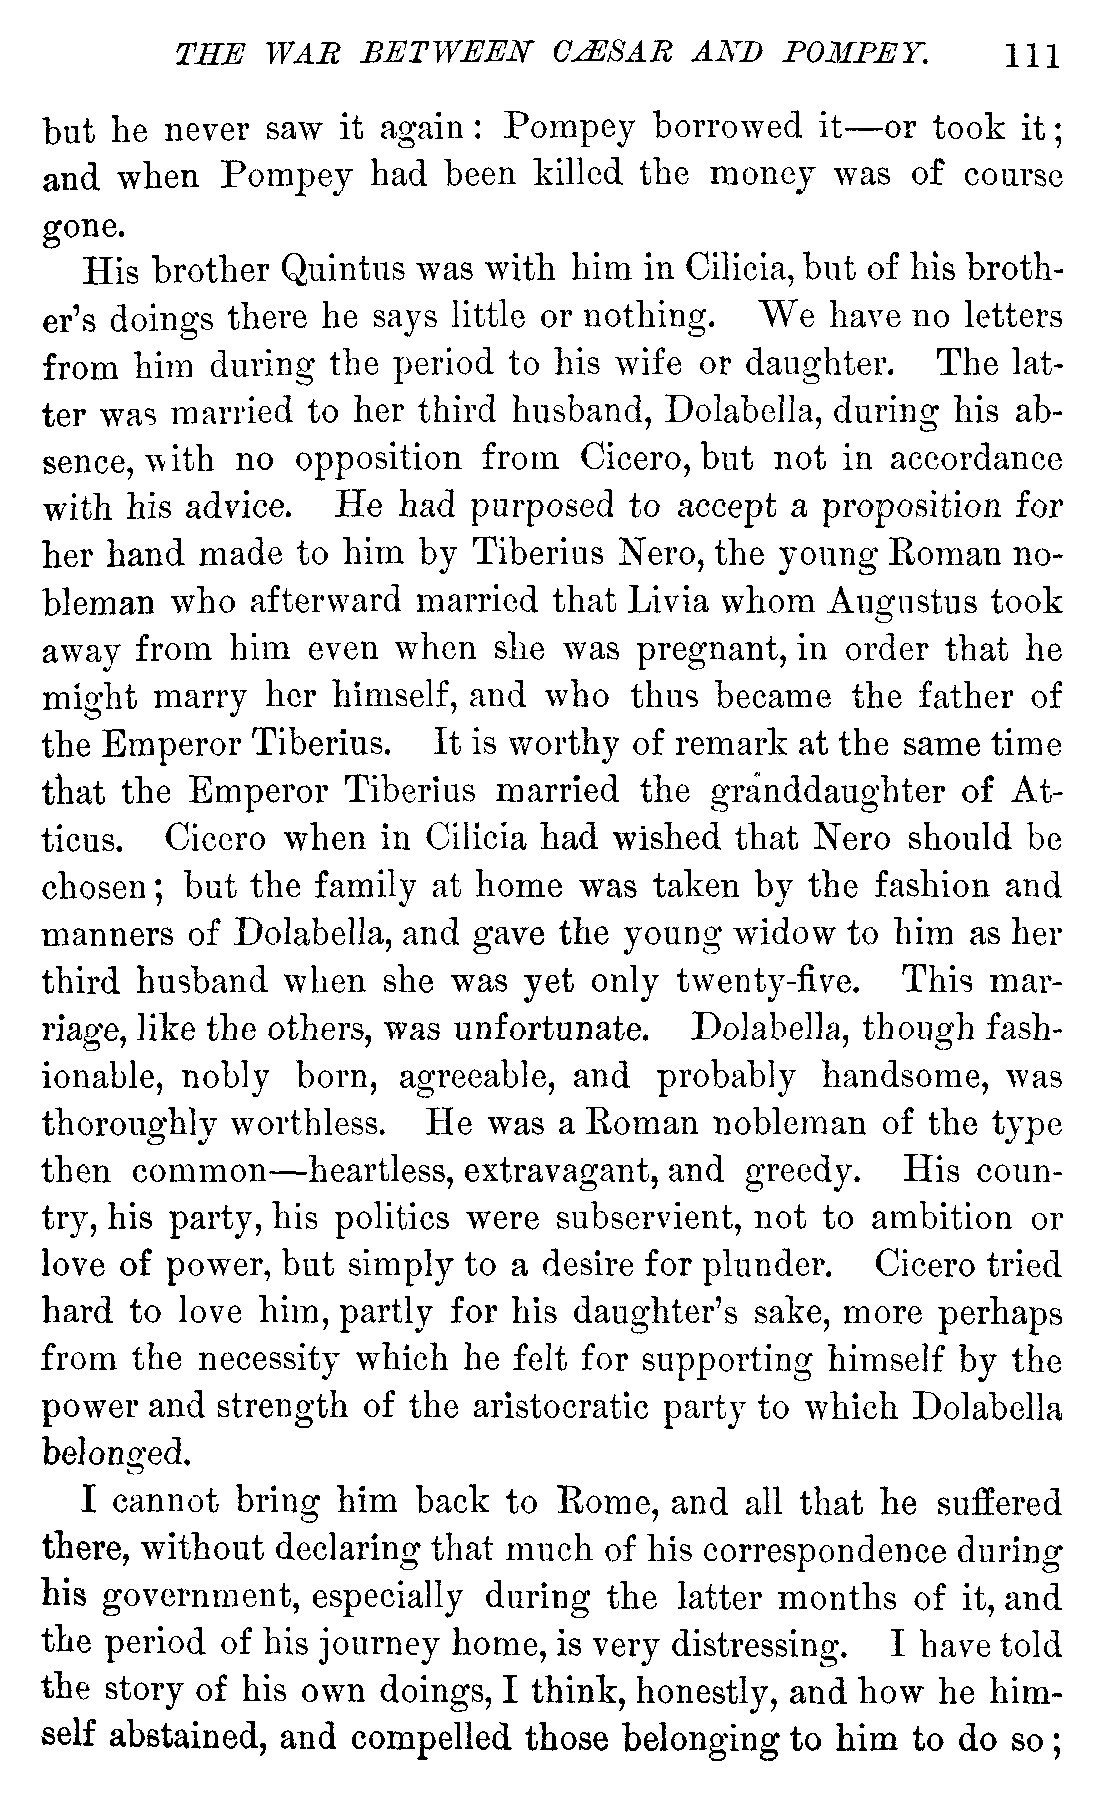 THE WAR BETWEEN CÆSAR AND POMPEY. 111
but he never saw it again: Pompey borrowed it—or took it;
and when Pompey had been killed the money was of course
gone.
His brother Quintus was with him in Cilicia, but of his broth-
er's doings there he says little or nothing. We have no letters
from him during the period to his wife or daughter. The lat-
ter was married to her third husband, Dolabella, during his ab-
sence, with no opposition from Cicero, but not in accordance
with his advice. He had purposed to accept a proposition for
her hand made to him by Tiberius Nero, the young Roman no-
bleman who afterward married that Livia whom Augustus took
away from him even when she was pregnant, in order that he
might marry her himself, and who thus became the father of
the Emperor Tiberius. It is worthy of remark at the same time
that the Emperor Tiberius married the granddaughter of At-
ticus. Cicero when in Cilicia had wished that Nero should be
chosen; but the family at home was taken by the fashion and
manners of Dolabella, and gave the young widow to him as her
third husband when she was yet only twenty-five. This mar-
riage, like the others, was unfortunate. Dolabella, though fash-
ionable, nobly born, agreeable, and probably handsome, was
thoroughly worthless. He was a Roman nobleman of the type
then common—heartless, extravagant, and greedy. His coun-
try, his party, his politics were subservient, not to ambition or
love of power, but simply to a desire for plunder. Cicero tried
hard to love him, partly for his daughter's sake, more perhaps
from the necessity which he felt for supporting himself by the
power and strength of the aristocratic party to which Dolabella
belonged.
I cannot bring him back to Rome, and all that he suffered
there, without declaring that much of his correspondence during
his government, especially during the latter months of it, and
the period of his journey home, is very distressing. I have told
the story of his own doings, I think, honestly, and how he him-
self abstained, and compelled those belonging to him to do so;